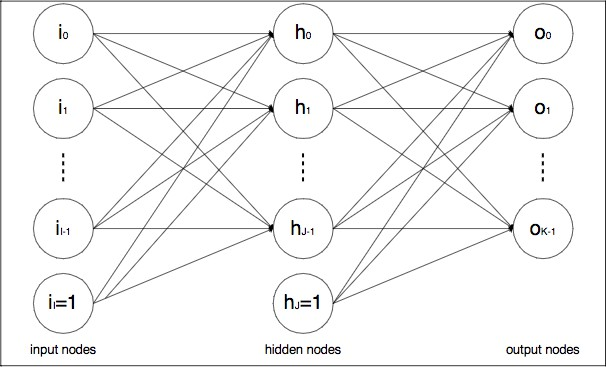 i0 h0 o0
i1 h1 o1
iI-1 hJ-1 oK-1
iI=1 hJ=1
input nodes hidden nodes output nodes